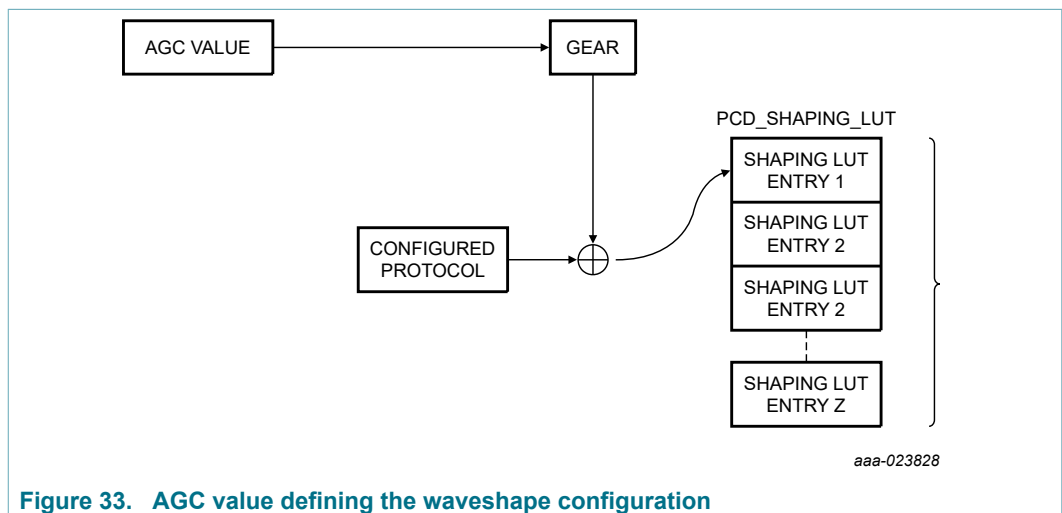 AGC VALUE
GEAR
PCD_SHAPING_LUT
SHAPING LUT
ENTRY 1
SHAPING LUT
ENTRY 2
CONFIGURED
PROTOCOL
SHAPING LUT
ENTRY 2
SHAPING LUT
ENTRY Z
aaa-023828
Figure 33. AGC value defining the waveshape configuration